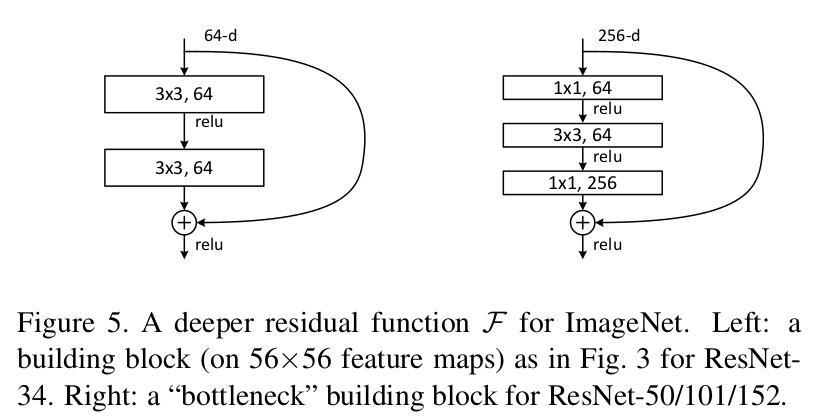 64-d
3x3, 64
relu
3x3, 64
+
relu
256-d
1x1, 64
relu
3x3, 64
relu
1x1, 256
+
relu
Figure 5. A deeper residual function F for ImageNet. Left: a
building block (on 56×56 feature maps) as in Fig. 3 for ResNet-
34. Right: a “bottleneck” building block for ResNet-50/101/152.